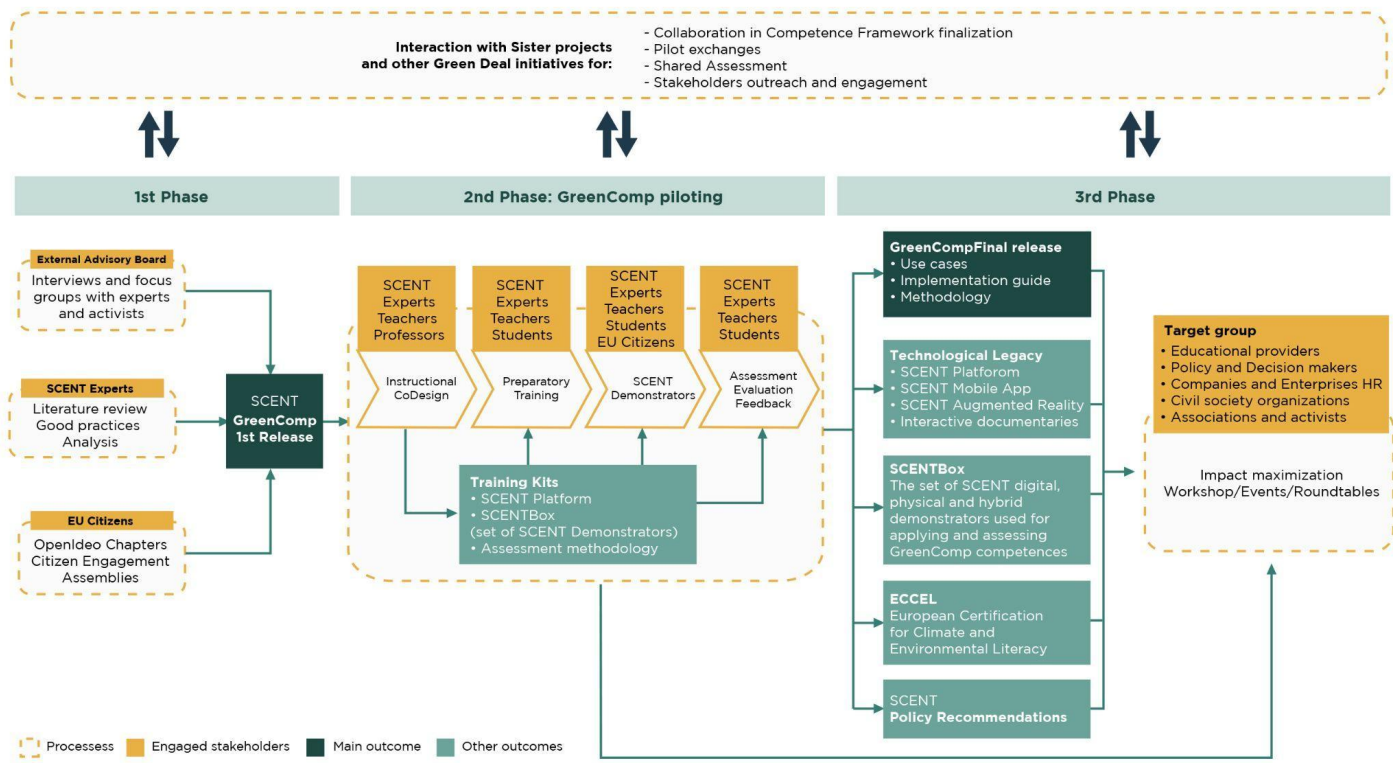 Interaction with Sister projects
and other Green Deal initiatives for:
- Collaboration in Competence Framework finalization
- Pilot exchanges
- Shared Assessment
- Stakeholders outreach and engagement
1st Phase
2nd Phase: GreenComp piloting
3rd Phase
External Advisory Board
Interviews and focus
groups with experts
and activists
SCENT Experts
Literature review
Good practices
Analysis
EU Citizens
OpenIdeo Chapters
Citizen Engagement
Assemblies
SCENT
GreenComp
1st Release
SCENT
Experts
Teachers
Professors
Instructional
CoDesign
SCENT
Experts
Teachers
Students
Preparatory
Training
SCENT
Experts
Teachers
Students
EU Citizens
SCENT
Demonstrators
SCENT
Experts
Teachers
Students
Assessment
Evaluation
Feedback
Training Kits
• SCENT Platform
• SCENTBox
(set of SCENT Demonstrators)
• Assessment methodology
GreenCompFinal release
• Use cases
• Implementation guide
• Methodology
Technological Legacy
• SCENT Platforom
• SCENT Mobile App
• SCENT Augmented Reality
• Interactive documentaries
SCENTBox
The set of SCENT digital,
physical and hybrid
demonstrators used for
applying and assessing
GreenComp competences
ECCEL
European Certification
for Climate and
Environmental Literacy
SCENT
Policy Recommendations
Target group
• Educational providers
• Policy and Decision makers
• Companies and Enterprises HR
• Civil society organizations
• Associations and activists
Impact maximization
Workshop/Events/Roundtables
Processess
Engaged stakeholders
Main outcome
Other outcomes